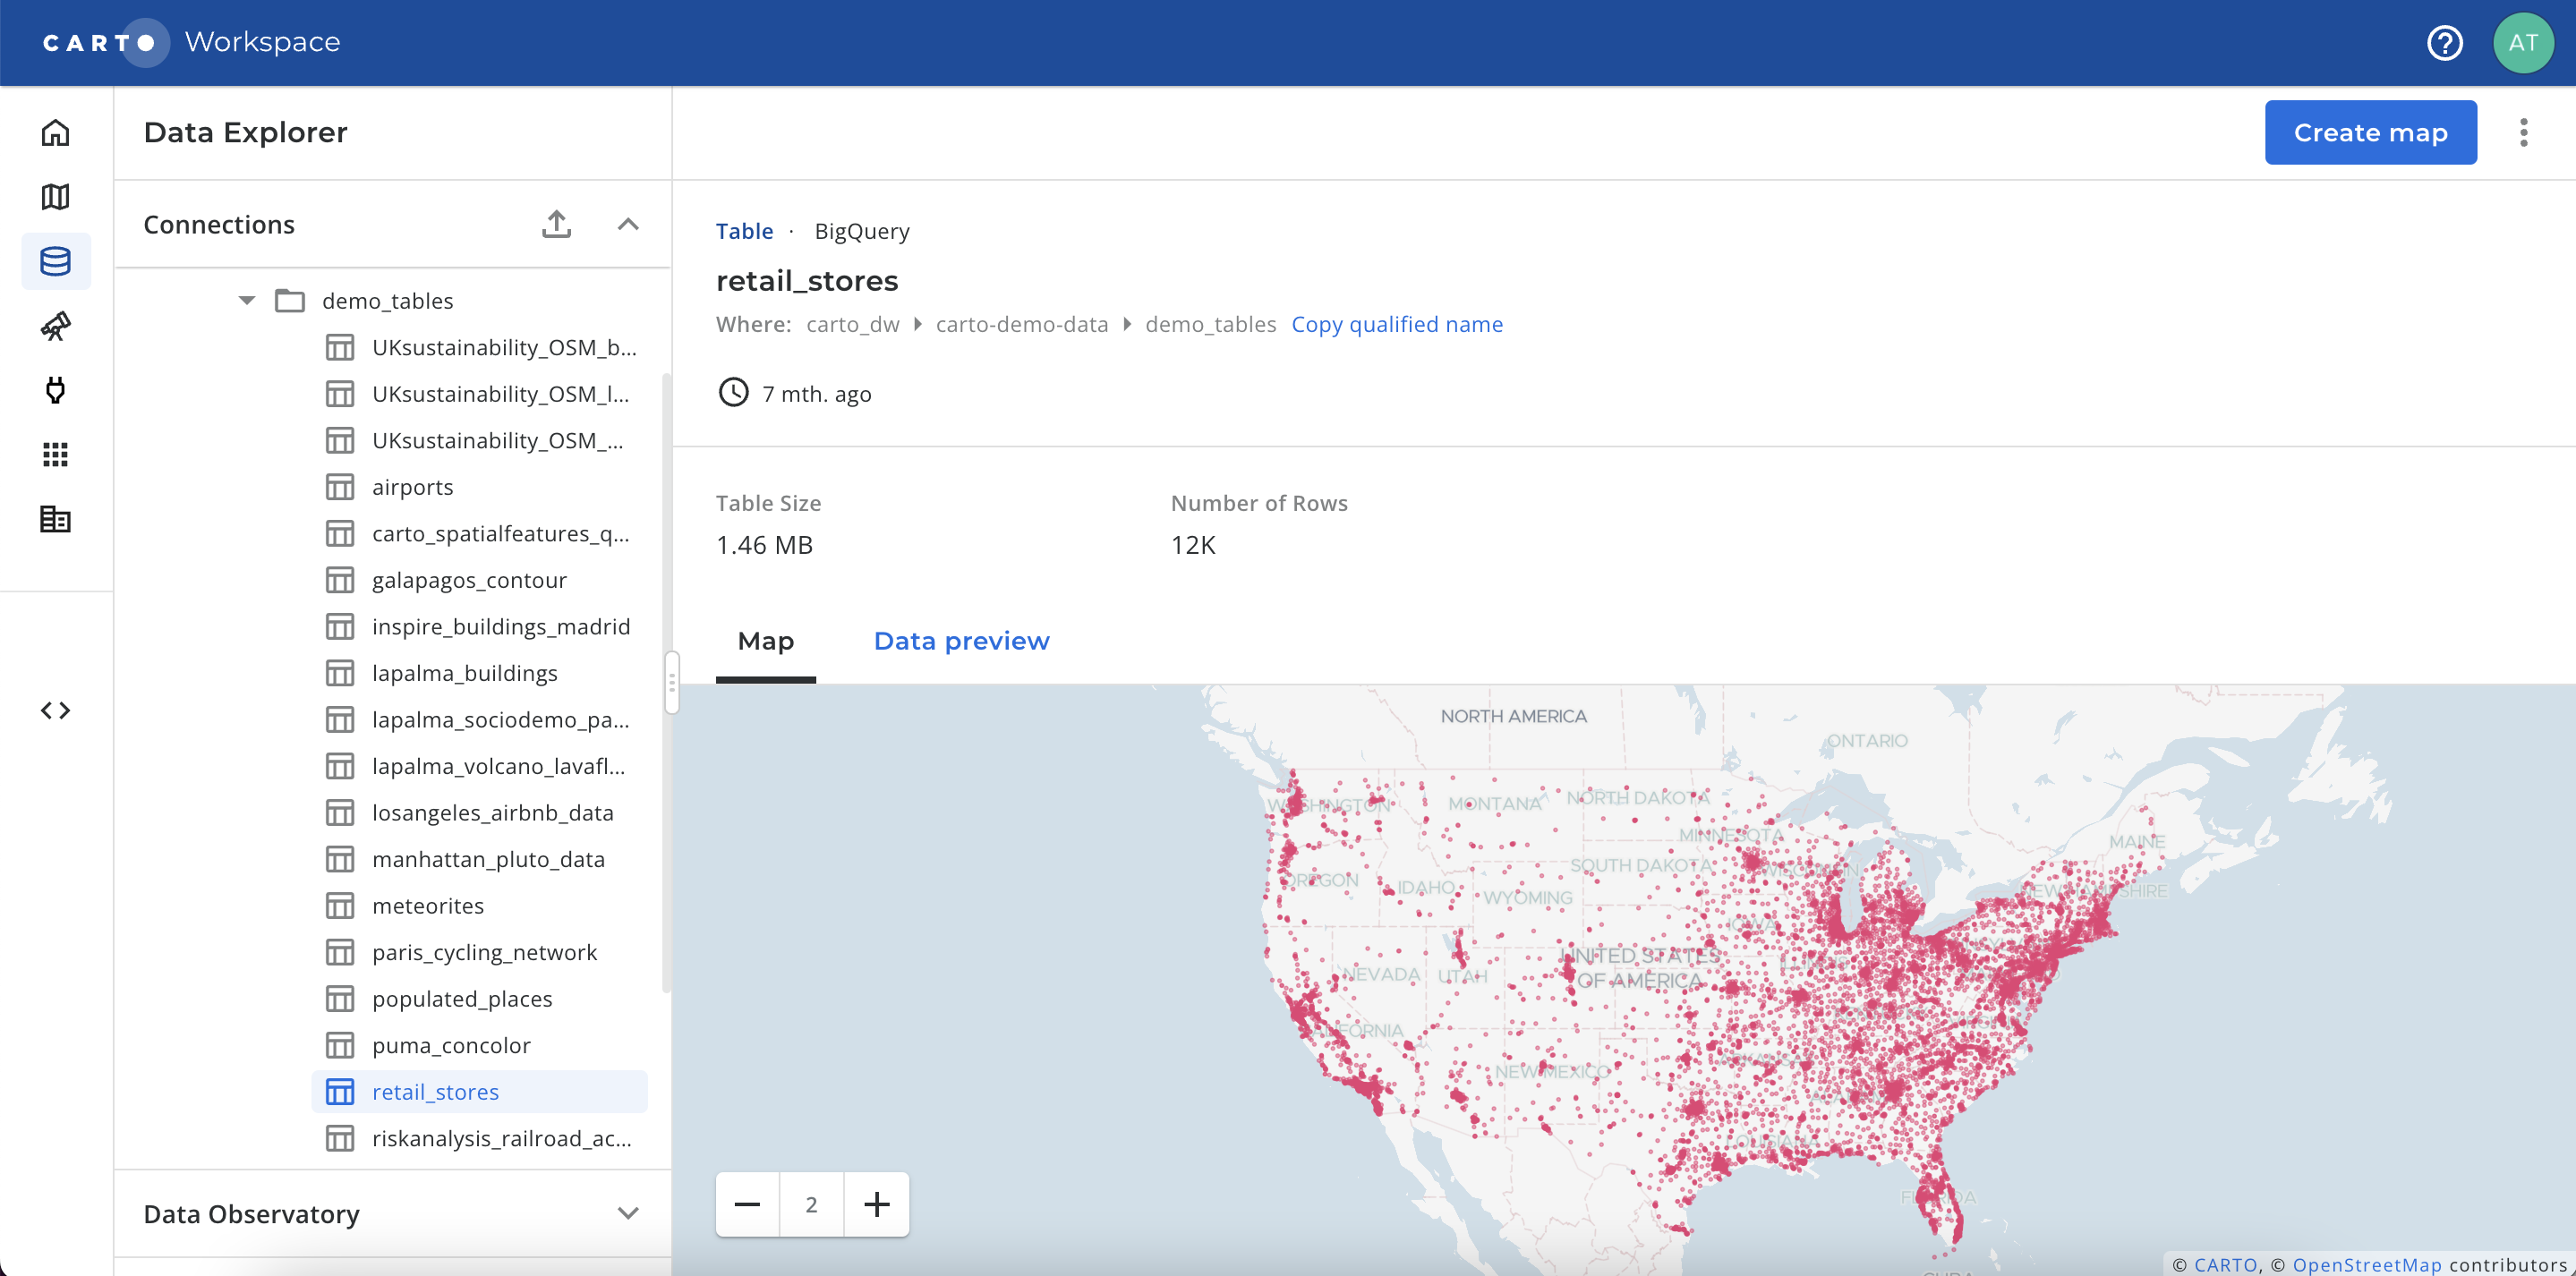 CARTO Workspace
AT
Data Explorer
Create map
Connections
demo_tables
UKsustainability_OSM_b...
UKsustainability_OSM_l...
UKsustainability_OSM_...
airports
carto_spatialfeatures_q...
galapagos_contour
inspire_buildings_madrid
lapalma_buildings
lapalma_sociodemo_pa...
lapalma_volcano_lavafl...
losangeles_airbnb_data
manhattan_pluto_data
meteorites
paris_cycling_network
populated_places
puma_concolor
retail_stores
riskanalysis_railroad_ac...
Data Observatory
Table · BigQuery
retail_stores
Where: carto_dw carto-demo-data demo_tables Copy qualified name
7 mth. ago
Table Size
1.46 MB
Number of Rows
12K
Map
Data preview
NORTH AMERICA
ONTARIO
WASHINGTON
MONTANA
NORTH DAKOTA
MINNESOTA
MAINE
SOUTH DAKOTA
WISCONSIN
OREGON
IDAHO
WYOMING
NEW HAMPSHIRE
IOWA
UNITED STATES
OF AMERICA
NEVADA
UTAH
ILLINOIS
CALIFORNIA
ARKANSAS
NEW MEXICO
LOUISIANA
FLORIDA
2
© CARTO, © OpenStreetMap contributors